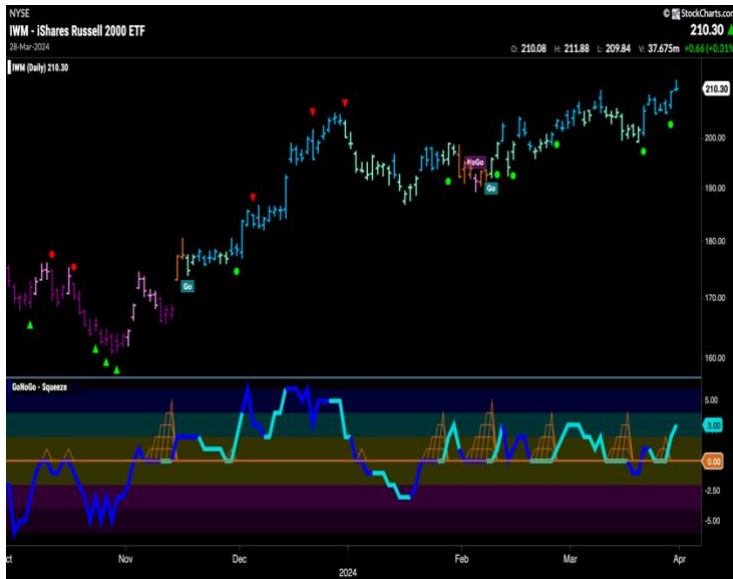 NYSE
© StockCharts.com
IWM - iShares Russell 2000 ETF
210.30
28-Mar-2024
O: 210.08 H: 211.88 L: 209.84 V: 37.675m +0.66 (+0.31%
IWM (Daily) 210.30
210.30
200.00
NoGo
190.00
Go
180.00
Go
170.00
160.00
GoNoGo - Squeeze
5.00
3.00
0.00
-2.50
-5.00
ct Nov Dec 2024 Feb Mar Apr